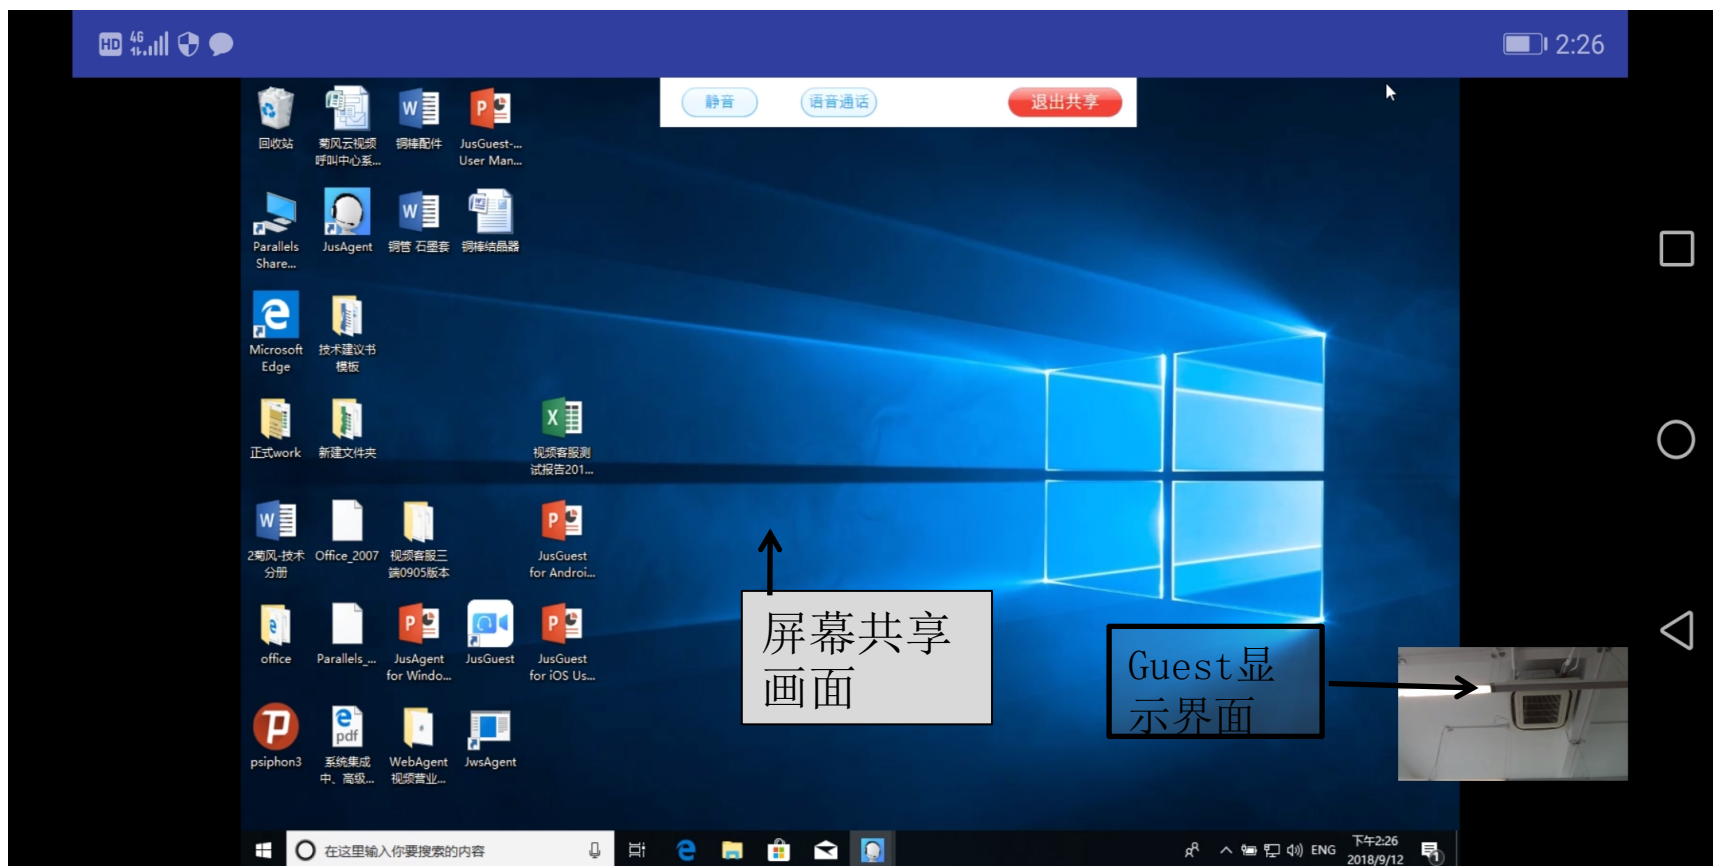 HD 4G 2:26
静音 语音通话 退出共享
回收站
菊风云视频
呼叫中心系...
铜棒配件
JusGuest-...
User Man...
Parallels
Share...
JusAgent
铜管 石墨套
铜棒结晶器
Microsoft
Edge
技术建议书
模板
正式work
新建文件夹
视频客服测
试报告201...
2菊风-技术
分册
Office_2007
视频客服三
端0905版本
JusGuest
for Androi...
office
Parallels_...
JusAgent
for Windo...
JusGuest
JusGuest
for iOS Us...
psiphon3
pdf
系统集成
中、高级...
WebAgent
视频营业...
JwsAgent
屏幕共享
画面
Guest显
示界面
在这里输入你要搜索的内容
ENG
下午2:26
2018/9/12
1